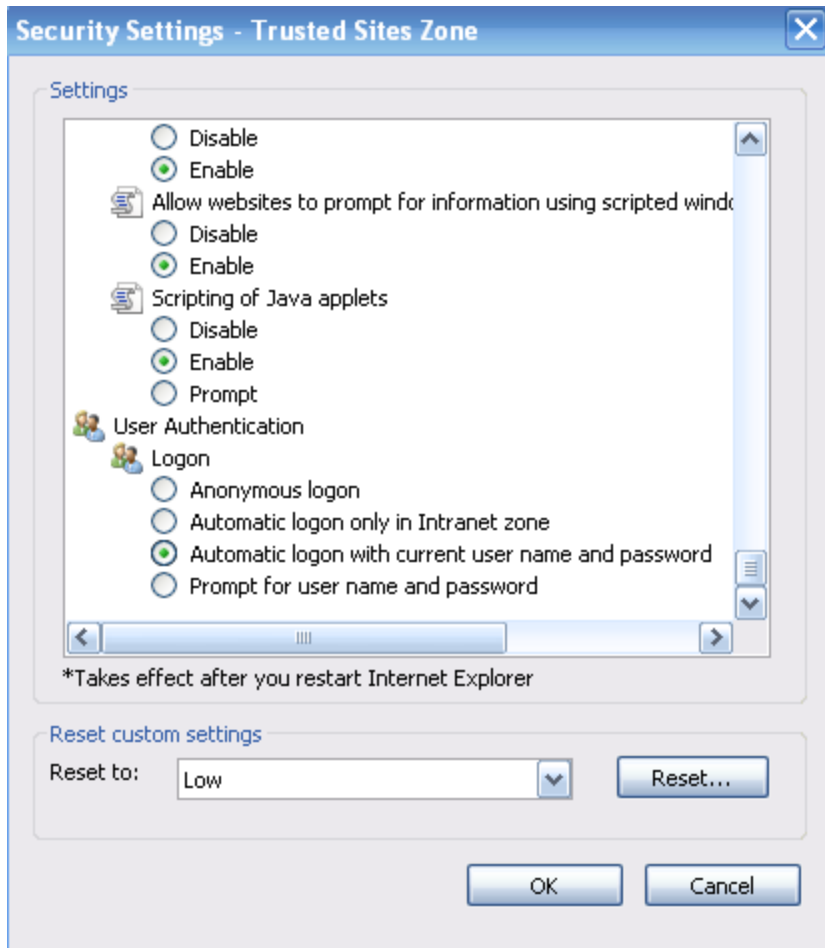 Security Settings - Trusted Sites Zone
Settings
Disable
Enable
Allow websites to prompt for information using scripted
Disable
Enable
Scripting of Java applets
Disable
Enable
Prompt
User Authentication
Logon
Anonymous logon
Automatic logon only in Intranet zone
Automatic logon with current user name and password
Prompt for user name and password
*Takes effect after you restart Internet Explorer
Reset custom settings
Reset to:
Low
Reset...
OK
Cancel